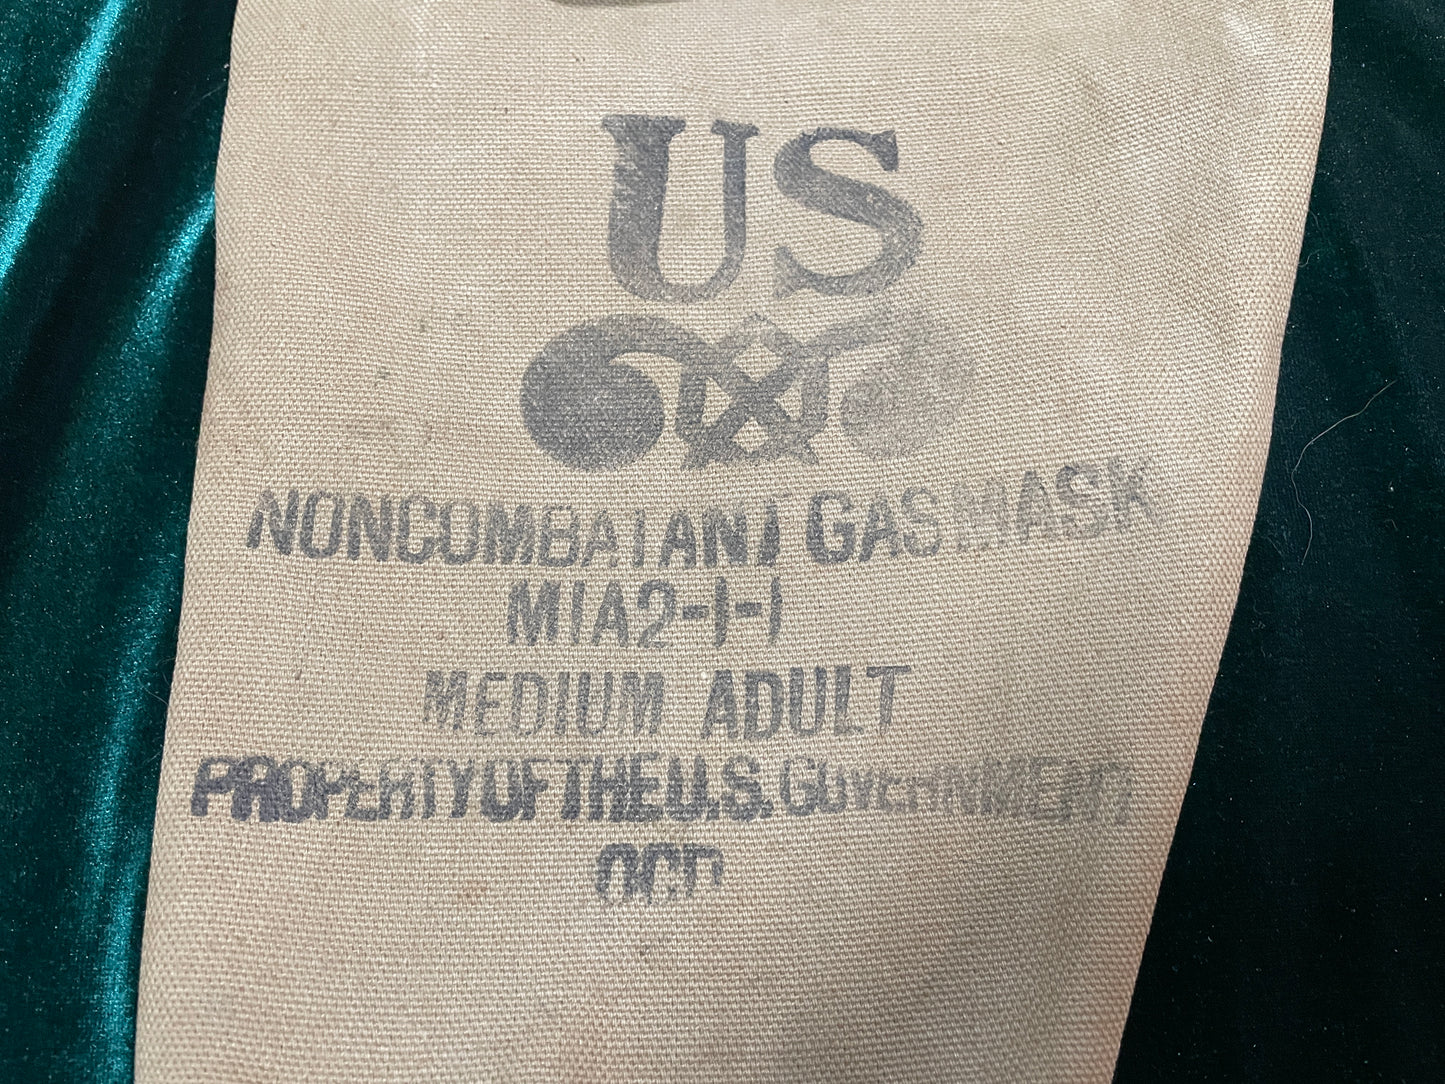 US
NONCOMBATANT GAS MASK
M1A2-1-1
MEDIUM ADULT
PROPERTY OF THE U.S. GOVERNMENT
OCD